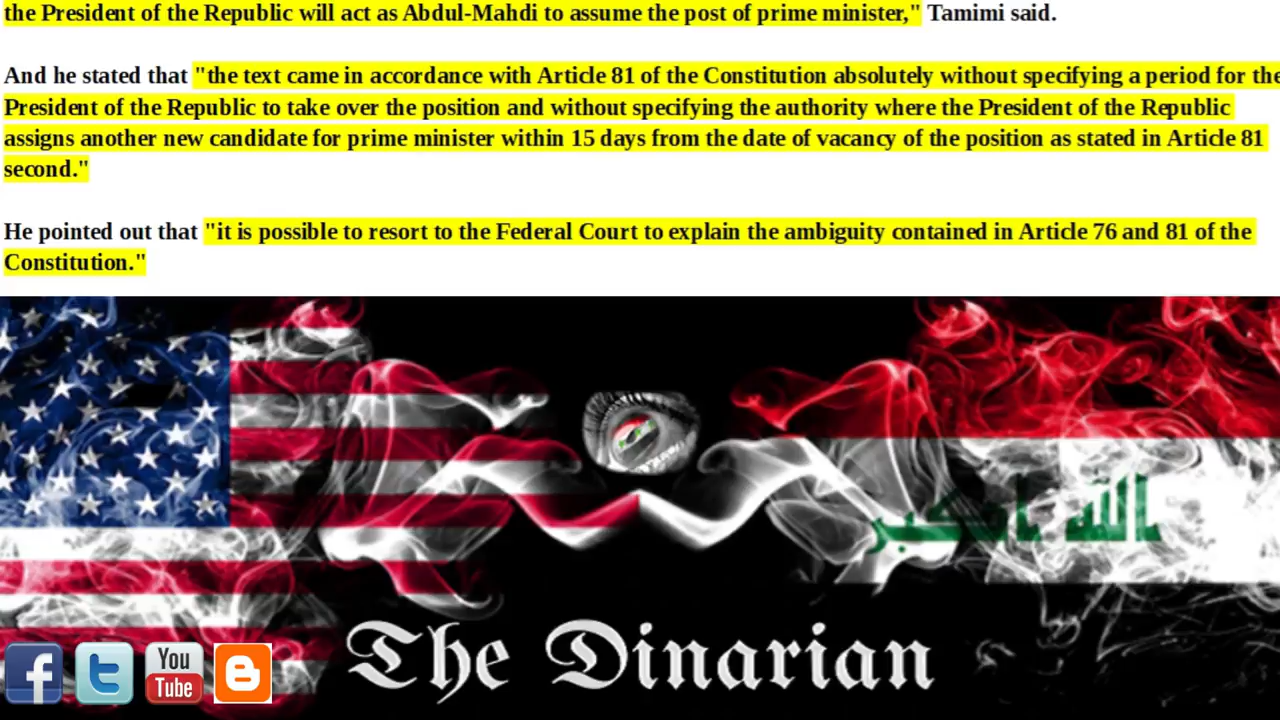 the President of the Republic will act as Abdul-Mahdi to assume the post of prime minister," Tamimi said.
And he stated that "the text came in accordance with Article 81 of the Constitution absolutely without specifying a period for the
President of the Republic to take over the position and without specifying the authority where the President of the Republic
assigns another new candidate for prime minister within 15 days from the date of vacancy of the position as stated in Article 81
second."
He pointed out that "it is possible to resort to the Federal Court to explain the ambiguity contained in Article 76 and 81 of the
Constitution."
الله اكبر
The Dinarian
You
Tube